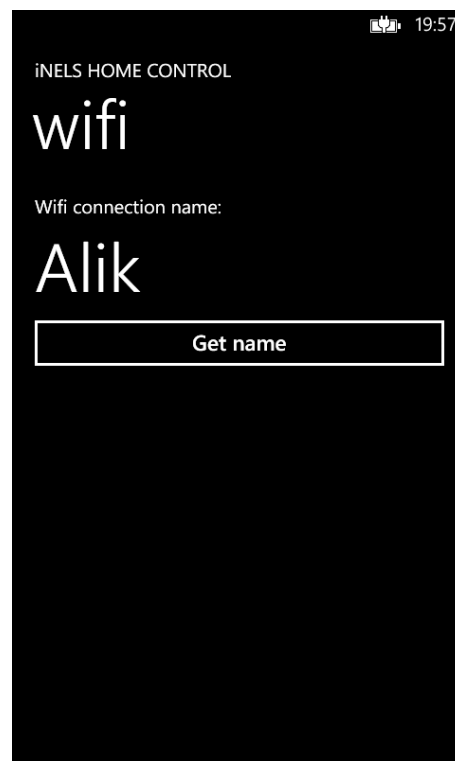 19:57
iNELS HOME CONTROL
wifi
Wifi connection name:
Alik
Get name